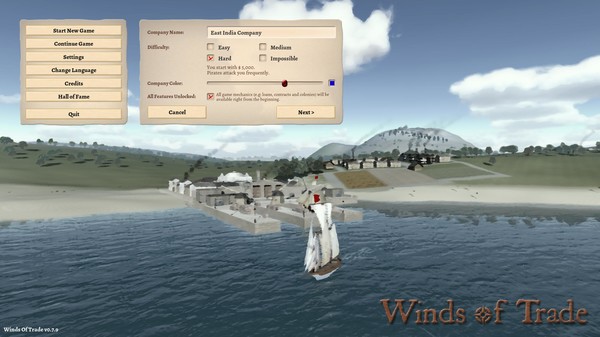 Start New Game
Continue Game
Settings
Change Language
Credits
Hall of Fame
Quit
Company Name: East India Company
Difficulty: Easy Medium
Hard Impossible
You start with $ 5,000.
Pirates attack you frequently.
Company Color:
All Features Unlocked: All game mechanics (e.g. loans, contracts and colonies) will be
available right from the beginning.
Cancel Next >
Winds of Trade
Winds Of Trade v0.7.0